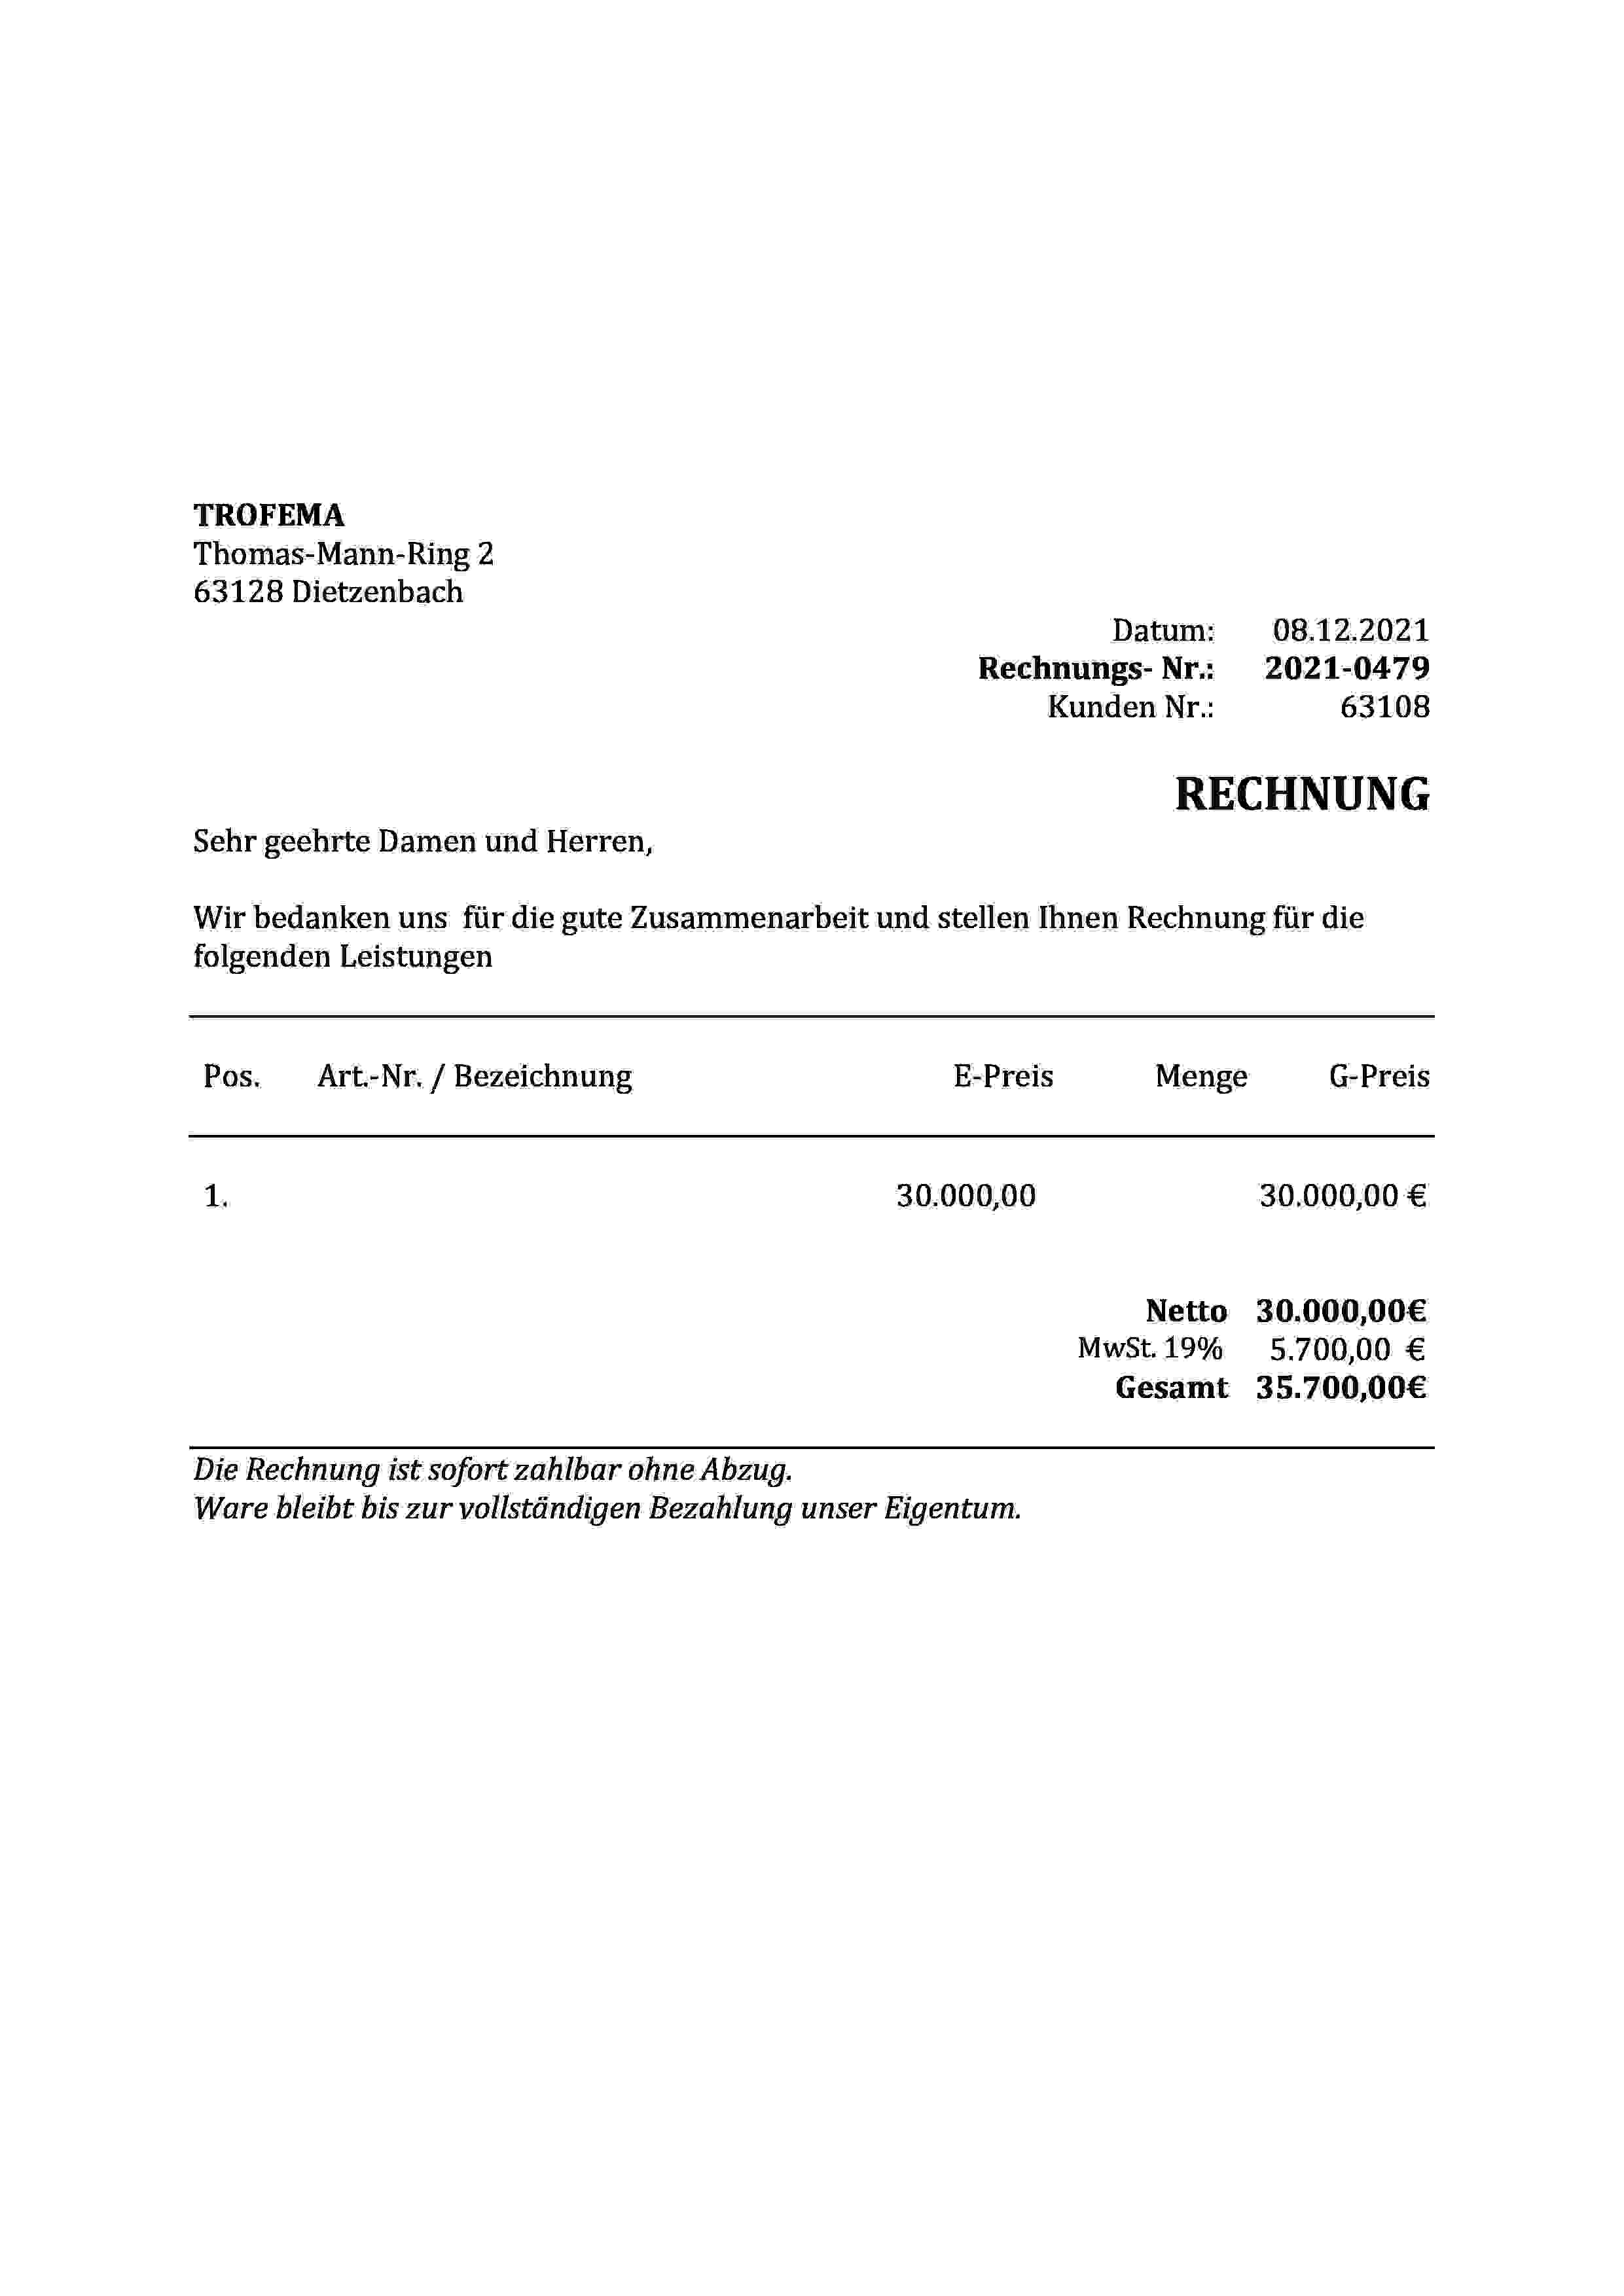 TROFEMA
Thomas-Mann-Ring 2
63128 Dietzenbach
Datum: 08.12.2021
Rechnungs- Nr.: 2021-0479
Kunden Nr.: 63108
RECHNUNG
Sehr geehrte Damen und Herren,
Wir bedanken uns  für die gute Zusammenarbeit und stellen Ihnen Rechnung für die
folgenden Leistungen
Pos. Art.-Nr. / Bezeichnung E-Preis Menge G-Preis
1. 30.000,00 30.000,00 €
Netto 30.000,00€
MwSt. 19% 5.700,00 €
Gesamt 35.700,00€
Die Rechnung ist sofort zahlbar ohne Abzug.
Ware bleibt bis zur vollständigen Bezahlung unser Eigentum.